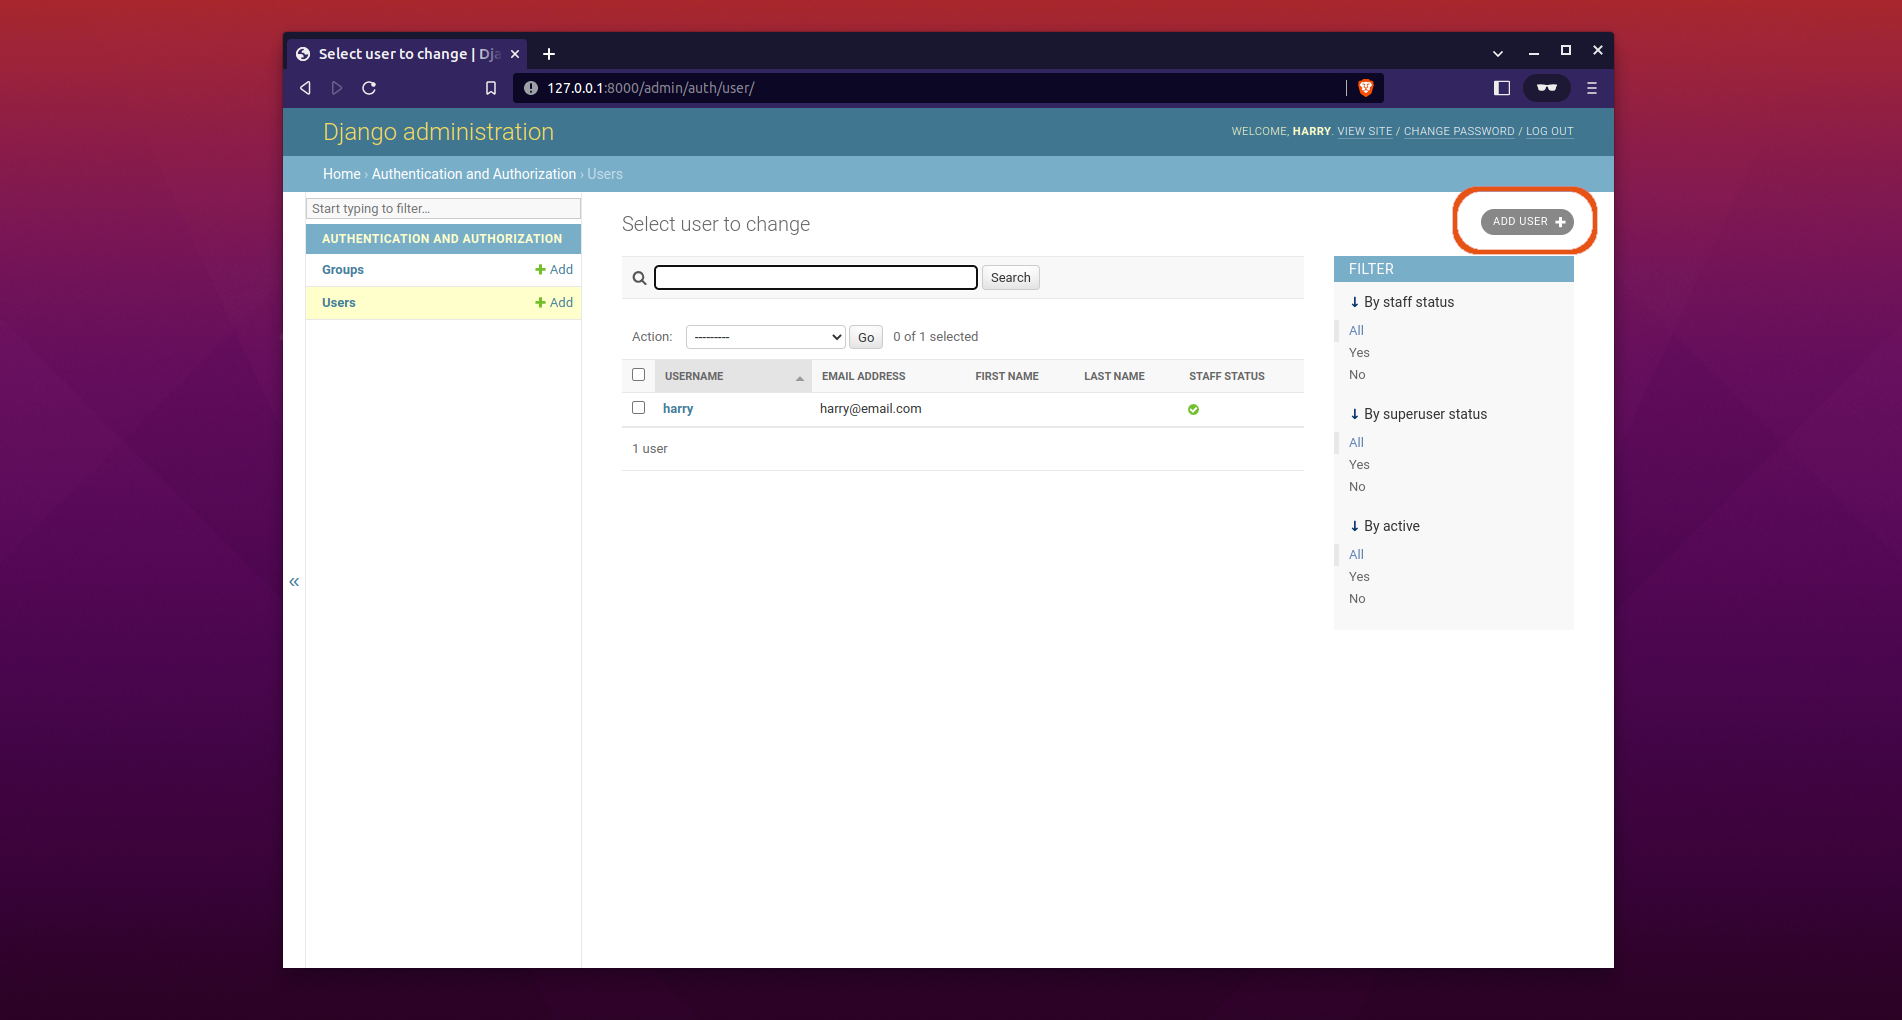 Select user to change | Dja
127.0.0.1:8000/admin/auth/user/
Django administration
WELCOME, HARRY. VIEW SITE / CHANGE PASSWORD / LOG OUT
Home › Authentication and Authorization › Users
Start typing to filter...
AUTHENTICATION AND AUTHORIZATION
Groups + Add
Users + Add
«
Select user to change
ADD USER +
Search
Action: --------- Go 0 of 1 selected
USERNAME EMAIL ADDRESS FIRST NAME LAST NAME STAFF STATUS
harry harry@email.com
1 user
FILTER
↓ By staff status
All
Yes
No
↓ By superuser status
All
Yes
No
↓ By active
All
Yes
No